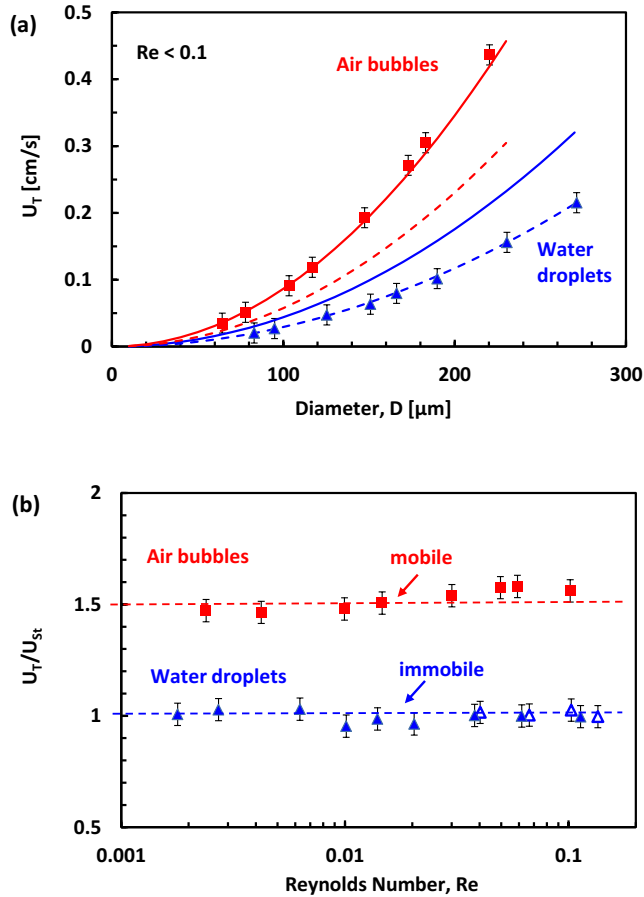 (a)
Re < 0.1
Air bubbles
Water
droplets
U_T [cm/s]
0.5
0.4
0.3
0.2
0.1
0
0 100 200 300
Diameter, D [µm]
(b)
Air bubbles
mobile
Water droplets
immobile
U_T/U_St
2
1.5
1
0.5
0.001 0.01 0.1
Reynolds Number, Re